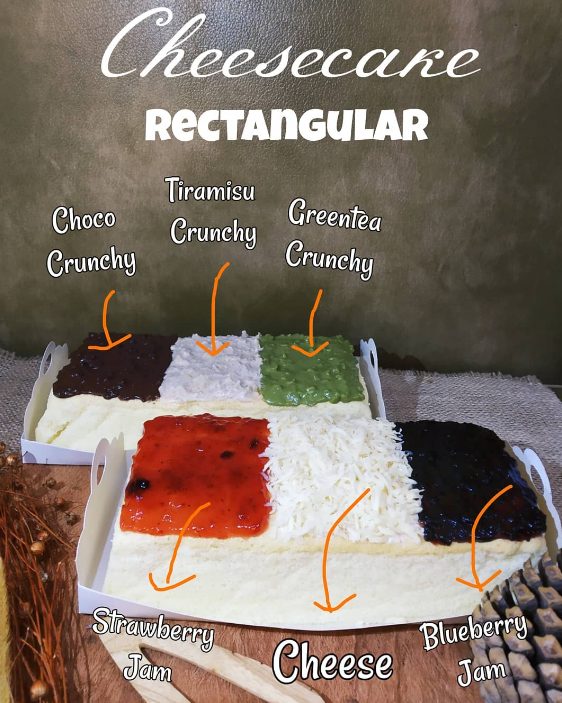 Cheesecake
RECTANGULAR
Tiramisu
Crunchy
Choco
Crunchy
Greentea
Crunchy
Strawberry
Jam
Cheese
Blueberry
Jam